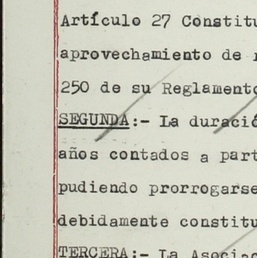 Artículo 27 Constitu
aprovechamiento de
250 de su Reglamento
SEGUNDA:- La duració
años contados a part
pudiendo prorrogarse
debidamente constitu
TERCERA:- La Asociac